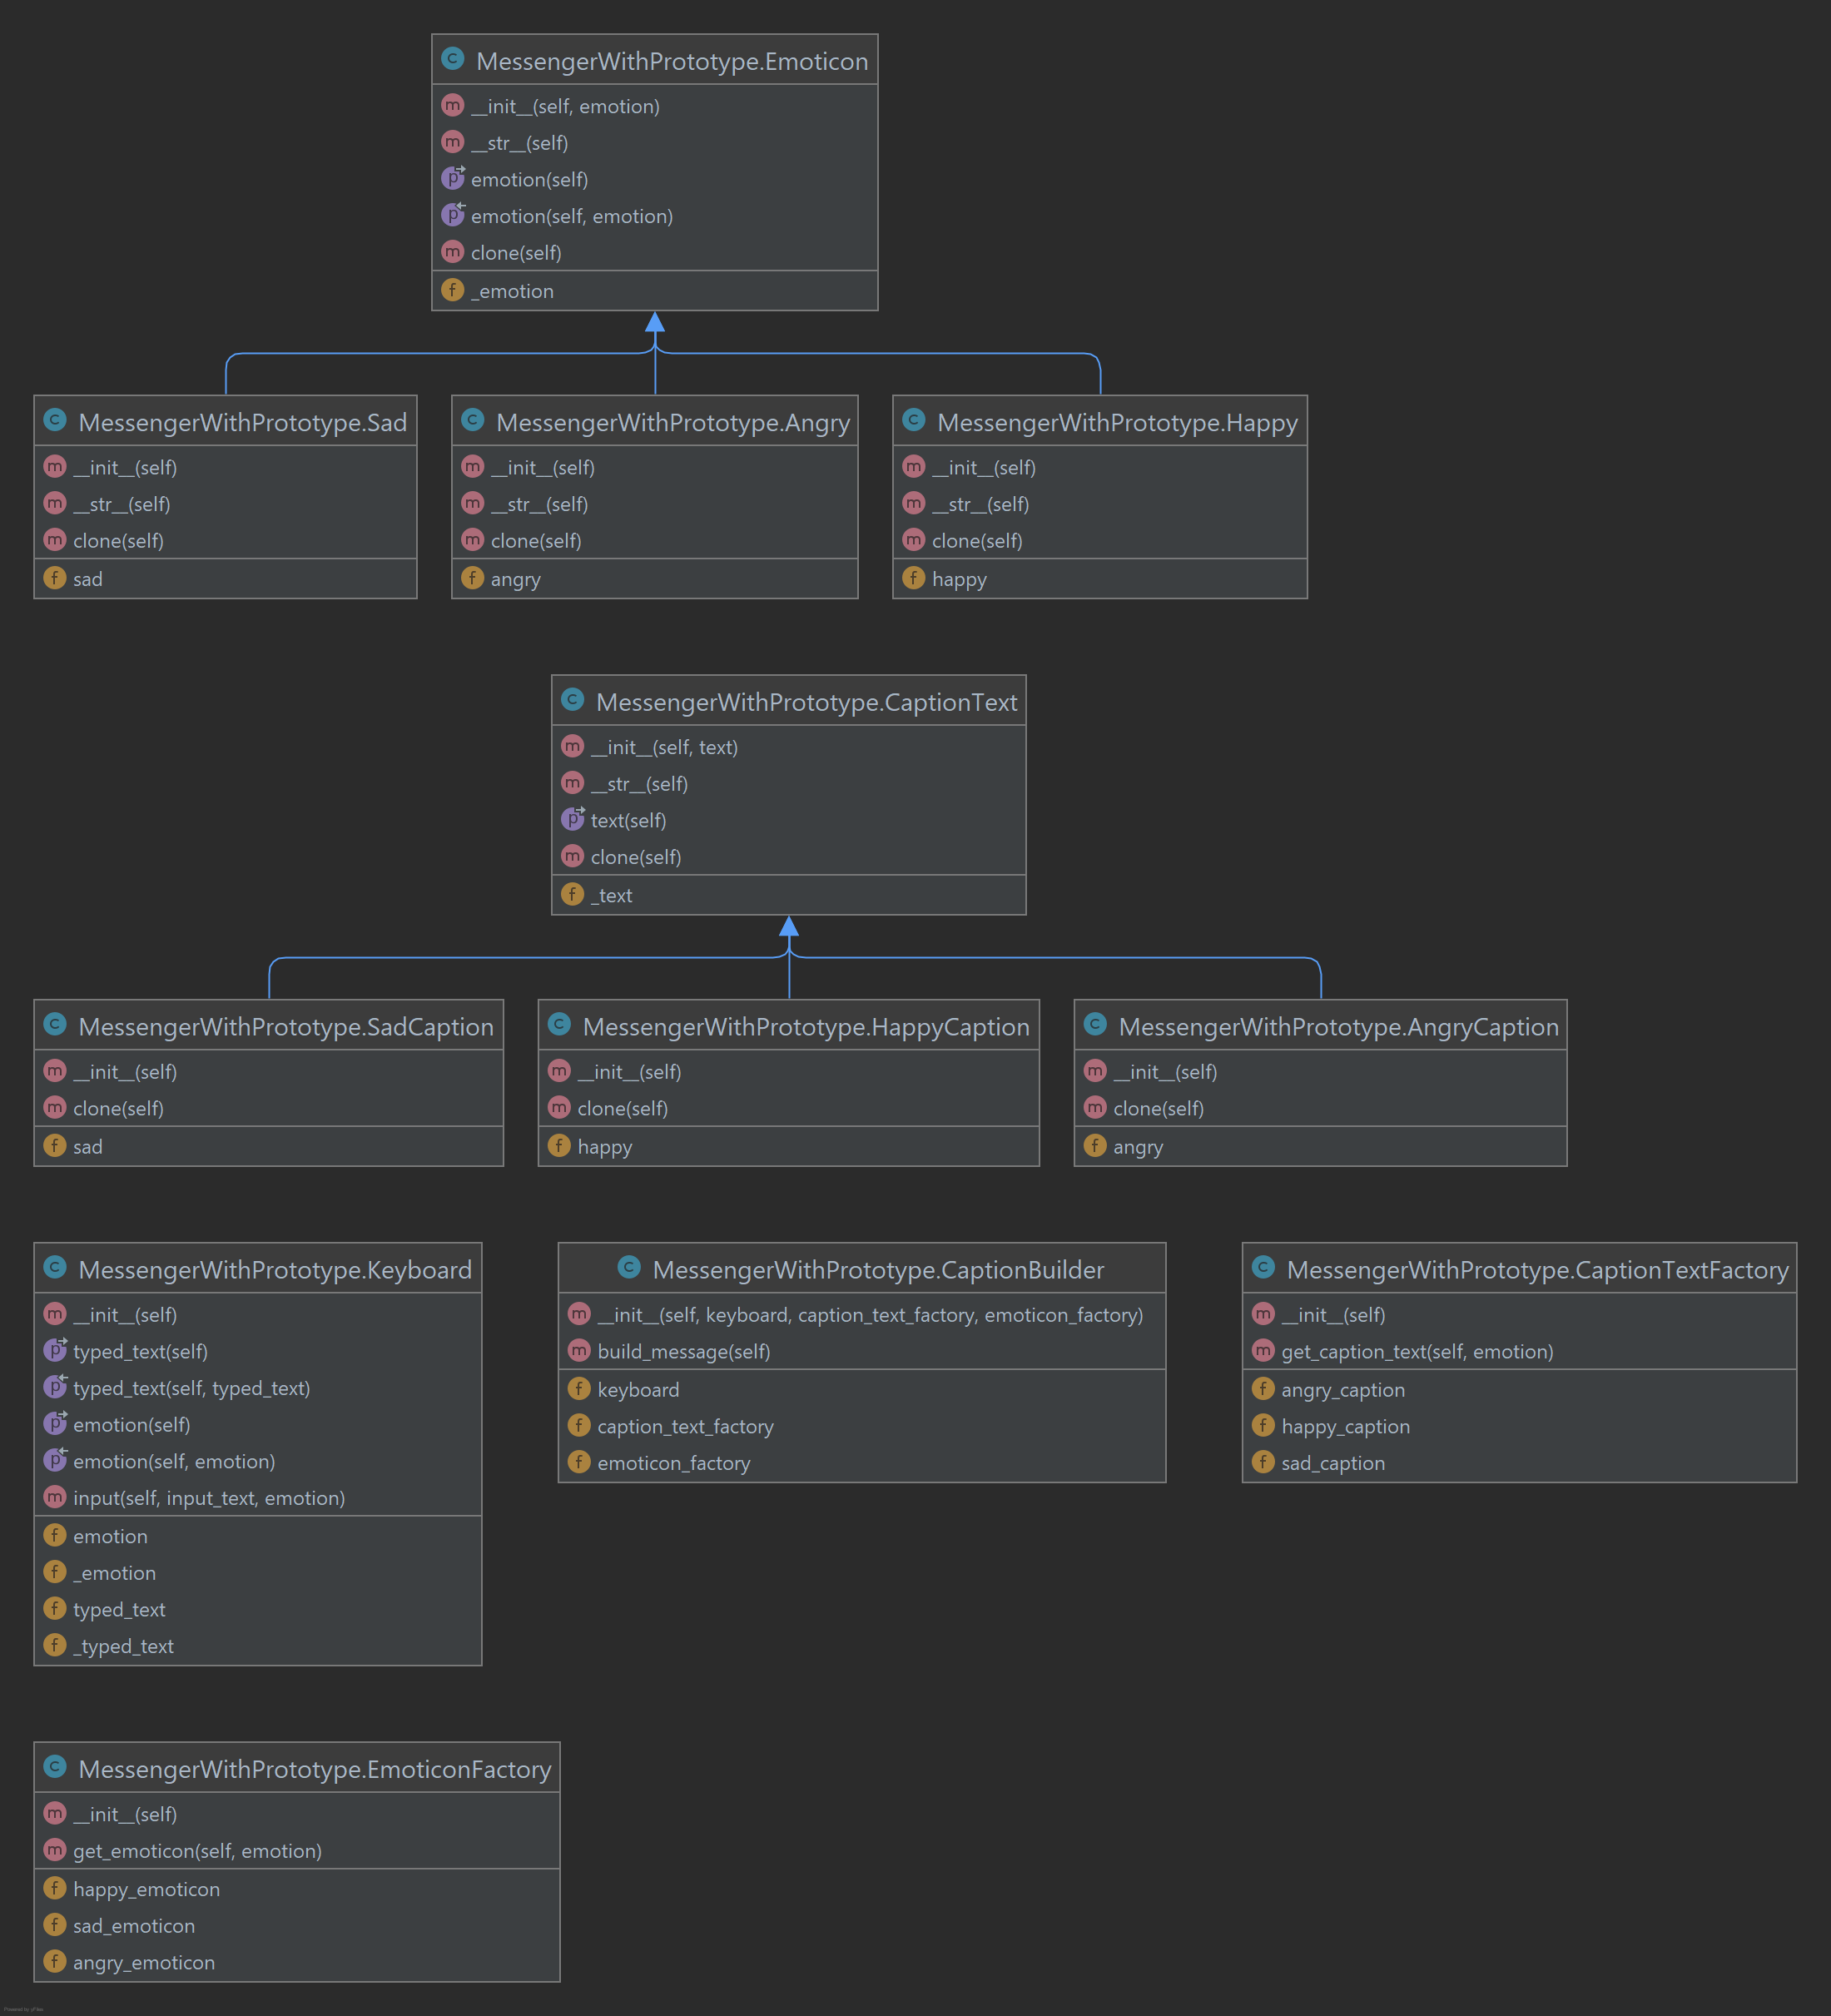 MessengerWithPrototype.Emoticon
__init__(self, emotion)
__str__(self)
emotion(self)
emotion(self, emotion)
clone(self)
_emotion
MessengerWithPrototype.Sad
__init__(self)
__str__(self)
clone(self)
sad
MessengerWithPrototype.Angry
__init__(self)
__str__(self)
clone(self)
angry
MessengerWithPrototype.Happy
__init__(self)
__str__(self)
clone(self)
happy
MessengerWithPrototype.CaptionText
__init__(self, text)
__str__(self)
text(self)
clone(self)
_text
MessengerWithPrototype.SadCaption
__init__(self)
clone(self)
sad
MessengerWithPrototype.HappyCaption
__init__(self)
clone(self)
happy
MessengerWithPrototype.AngryCaption
__init__(self)
clone(self)
angry
MessengerWithPrototype.Keyboard
__init__(self)
typed_text(self)
typed_text(self, typed_text)
emotion(self)
emotion(self, emotion)
input(self, input_text, emotion)
emotion
_emotion
typed_text
_typed_text
MessengerWithPrototype.CaptionBuilder
__init__(self, keyboard, caption_text_factory, emoticon_factory)
build_message(self)
keyboard
caption_text_factory
emoticon_factory
MessengerWithPrototype.CaptionTextFactory
__init__(self)
get_caption_text(self, emotion)
angry_caption
happy_caption
sad_caption
MessengerWithPrototype.EmoticonFactory
__init__(self)
get_emoticon(self, emotion)
happy_emoticon
sad_emoticon
angry_emoticon
Powered by yFiles